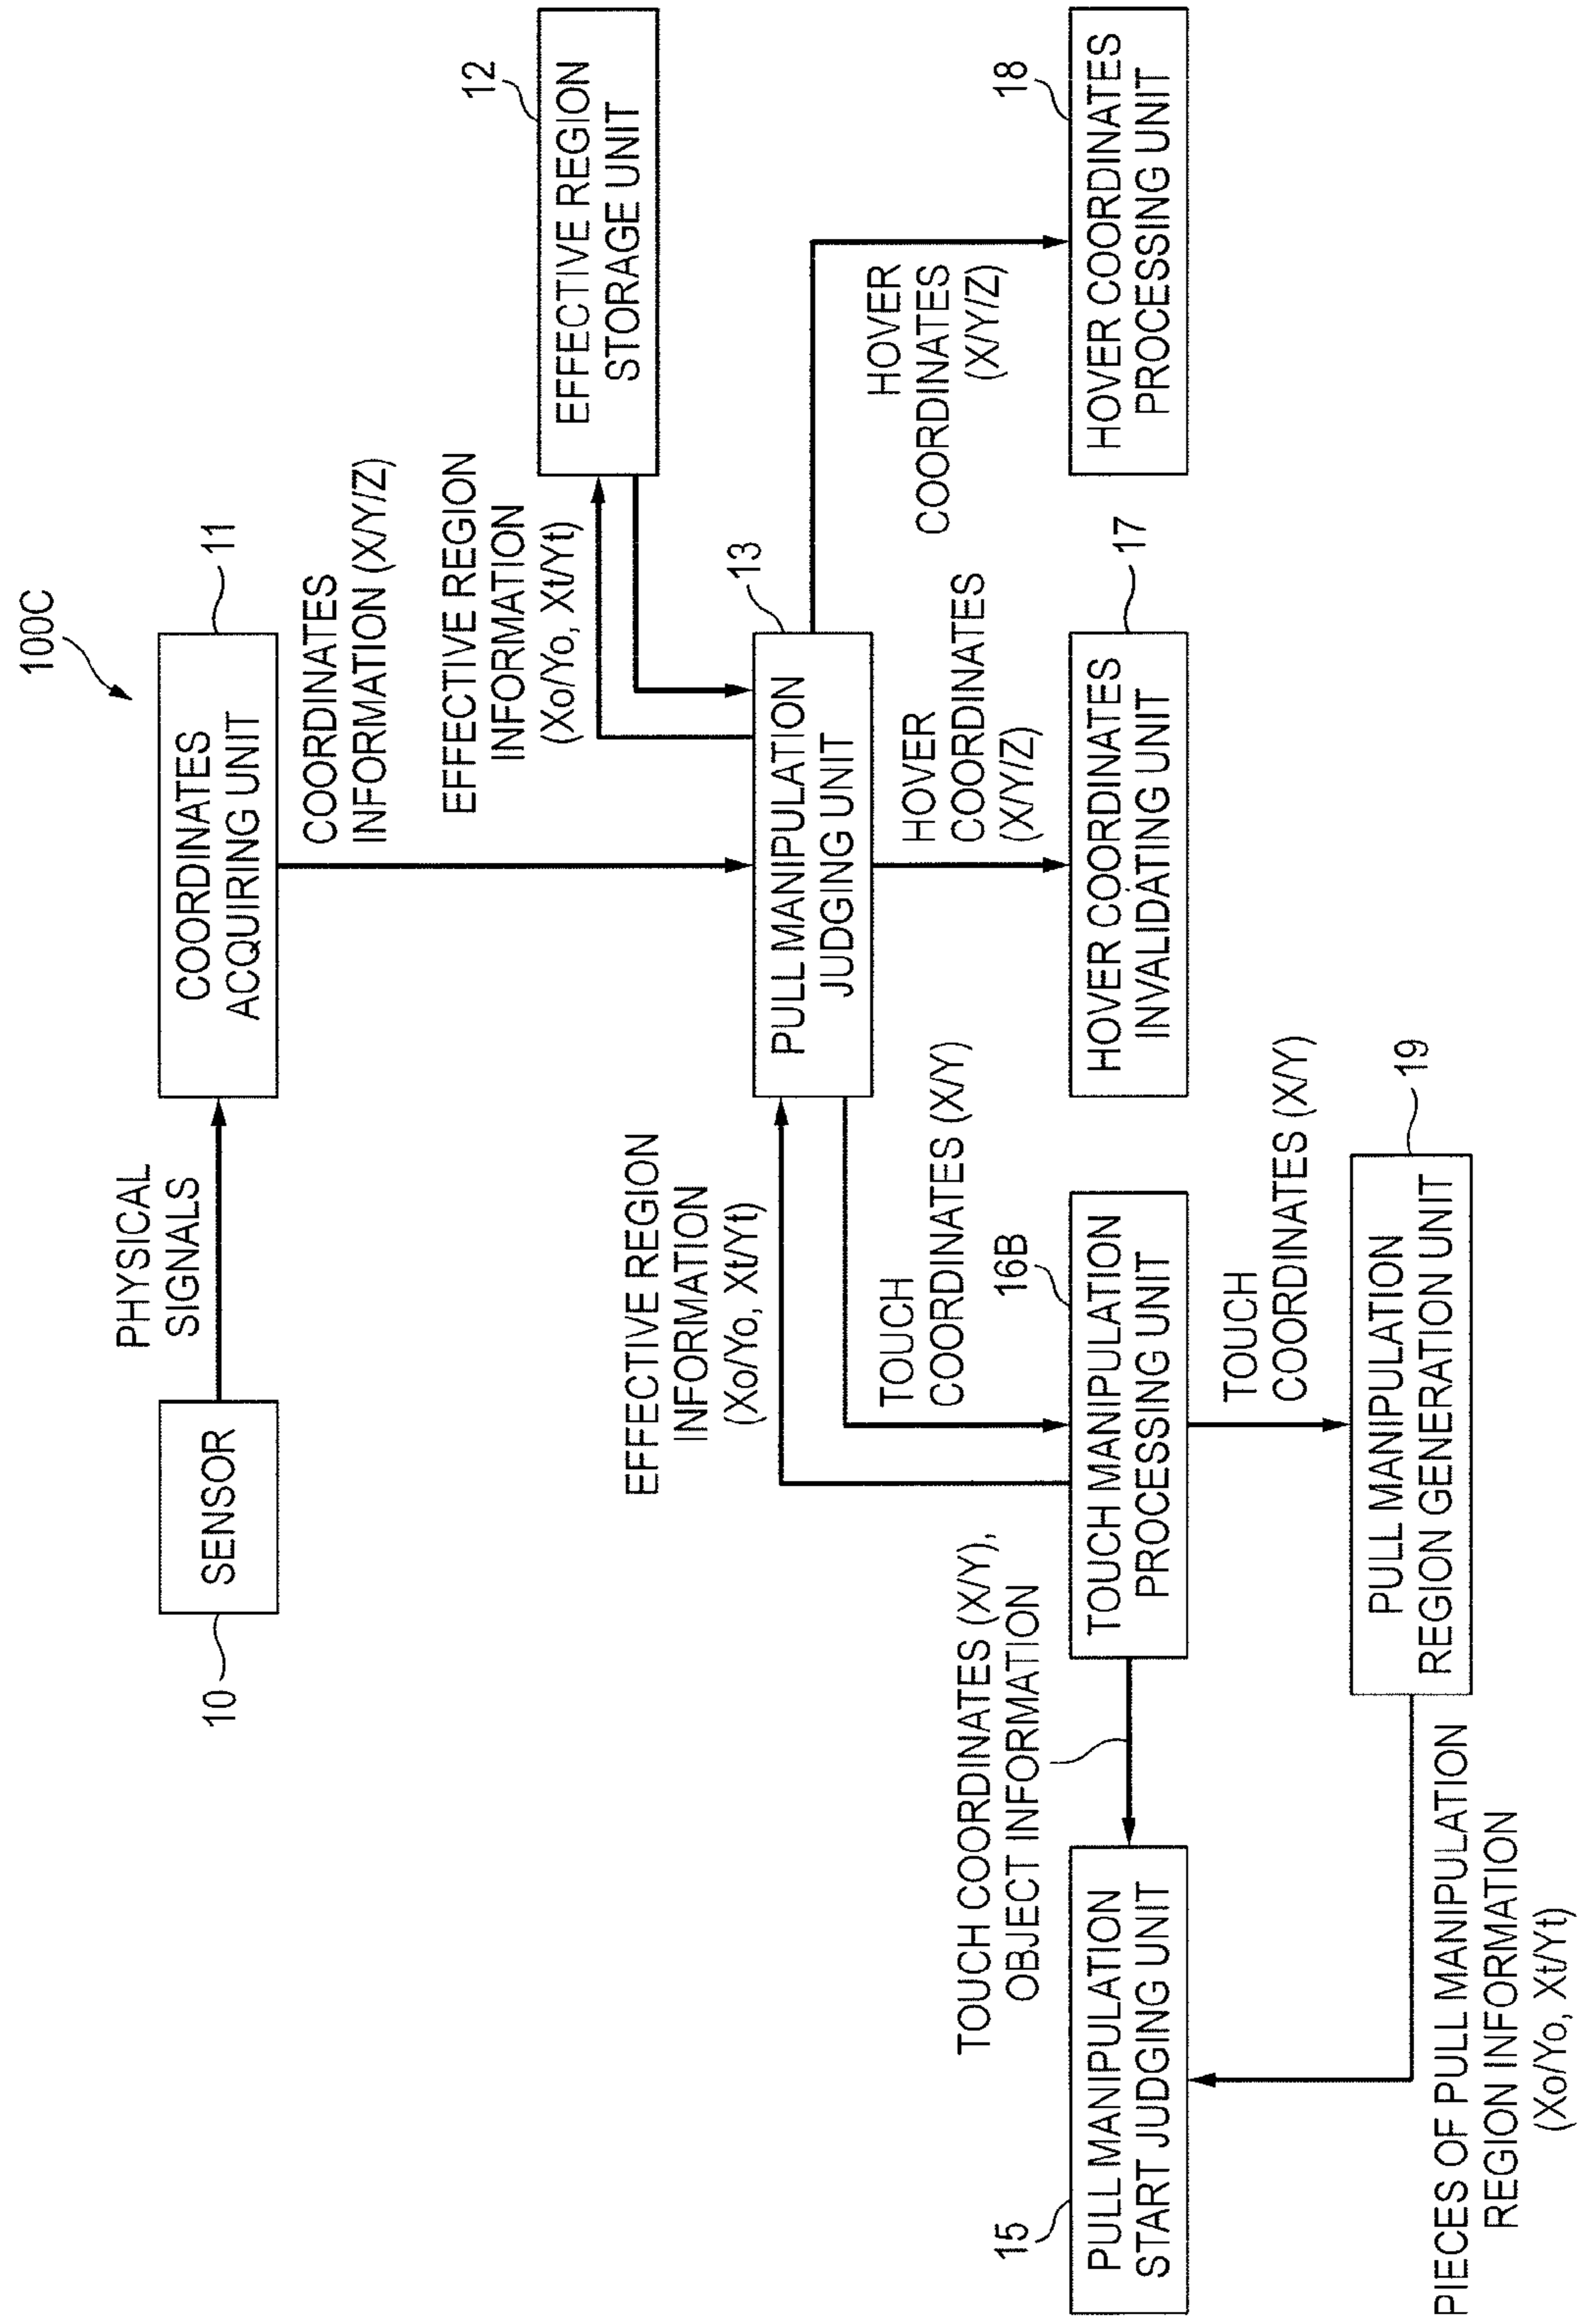 100C
10
SENSOR
PHYSICAL
SIGNALS
11
COORDINATES
ACQUIRING UNIT
COORDINATES
INFORMATION (X/Y/Z)
EFFECTIVE REGION
INFORMATION
(Xo/Yo, Xt/Yt)
12
EFFECTIVE REGION
STORAGE UNIT
EFFECTIVE REGION
INFORMATION
(Xo/Yo, Xt/Yt)
13
PULL MANIPULATION
JUDGING UNIT
TOUCH
COORDINATES (X/Y)
HOVER
COORDINATES
(X/Y/Z)
HOVER
COORDINATES
(X/Y/Z)
TOUCH COORDINATES (X/Y),
OBJECT INFORMATION
15
PULL MANIPULATION
START JUDGING UNIT
16B
TOUCH MANIPULATION
PROCESSING UNIT
17
HOVER COORDINATES
INVALIDATING UNIT
18
HOVER COORDINATES
PROCESSING UNIT
TOUCH
COORDINATES (X/Y)
19
PULL MANIPULATION
REGION GENERATION UNIT
PIECES OF PULL MANIPULATION
REGION INFORMATION
(Xo/Yo, Xt/Yt)